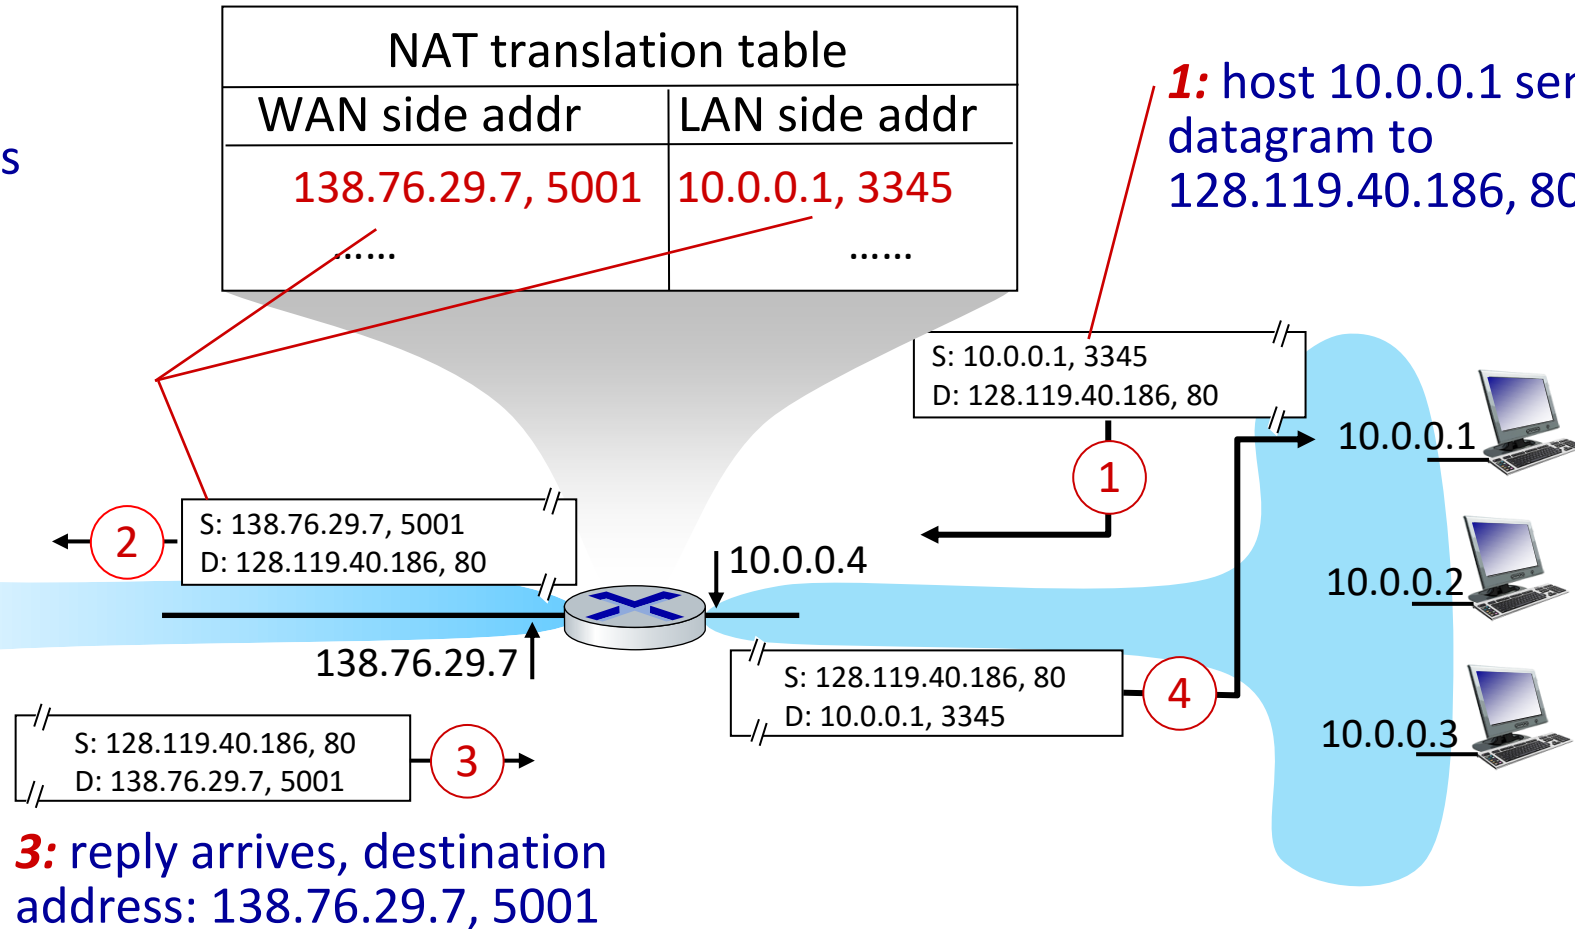 NAT translation table
WAN side addr LAN side addr
138.76.29.7, 5001 10.0.0.1, 3345
…… ……
s
1: host 10.0.0.1
datagram to
128.119.40.186, 80
S: 10.0.0.1, 3345
D: 128.119.40.186, 80
1
10.0.0.1
S: 138.76.29.7, 5001
D: 128.119.40.186, 80
2
10.0.0.4
10.0.0.2
138.76.29.7
S: 128.119.40.186, 80
D: 10.0.0.1, 3345
4
10.0.0.3
S: 128.119.40.186, 80
D: 138.76.29.7, 5001
3
3: reply arrives, destination
address: 138.76.29.7, 5001